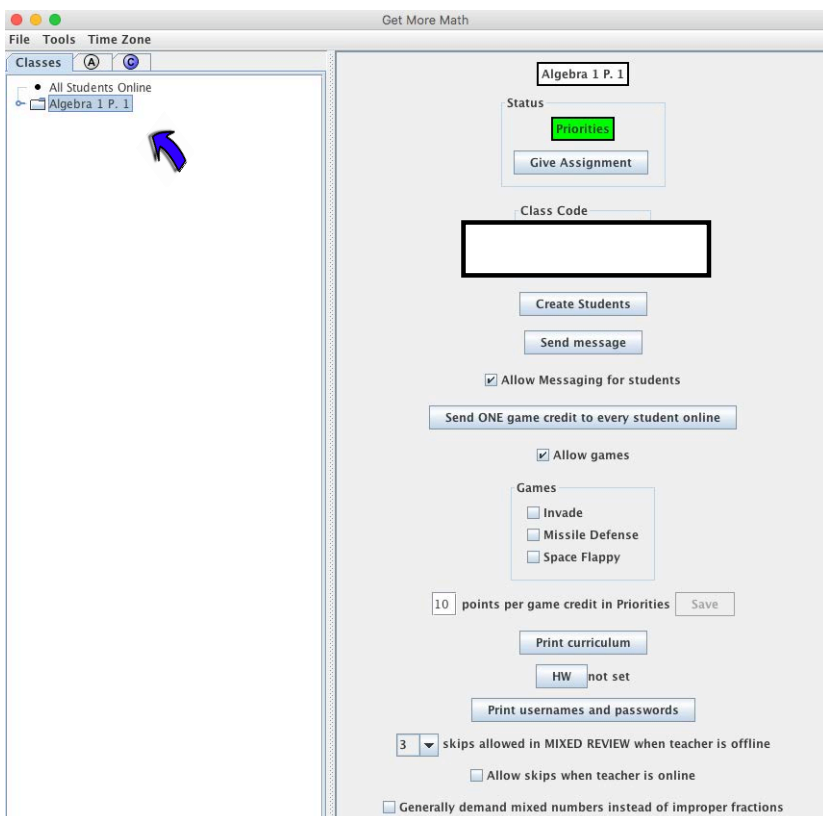 Get More Math
File Tools Time Zone
Classes A C
All Students Online
Algebra 1 P. 1
Algebra 1 P. 1
Status
Priorities
Give Assignment
Class Code
Create Students
Send message
Allow Messaging for students
Send ONE game credit to every student online
Allow games
Games
Invade
Missile Defense
Space Flappy
10 points per game credit in Priorities Save
Print curriculum
HW not set
Print usernames and passwords
3 skips allowed in MIXED REVIEW when teacher is offline
Allow skips when teacher is online
Generally demand mixed numbers instead of improper fractions